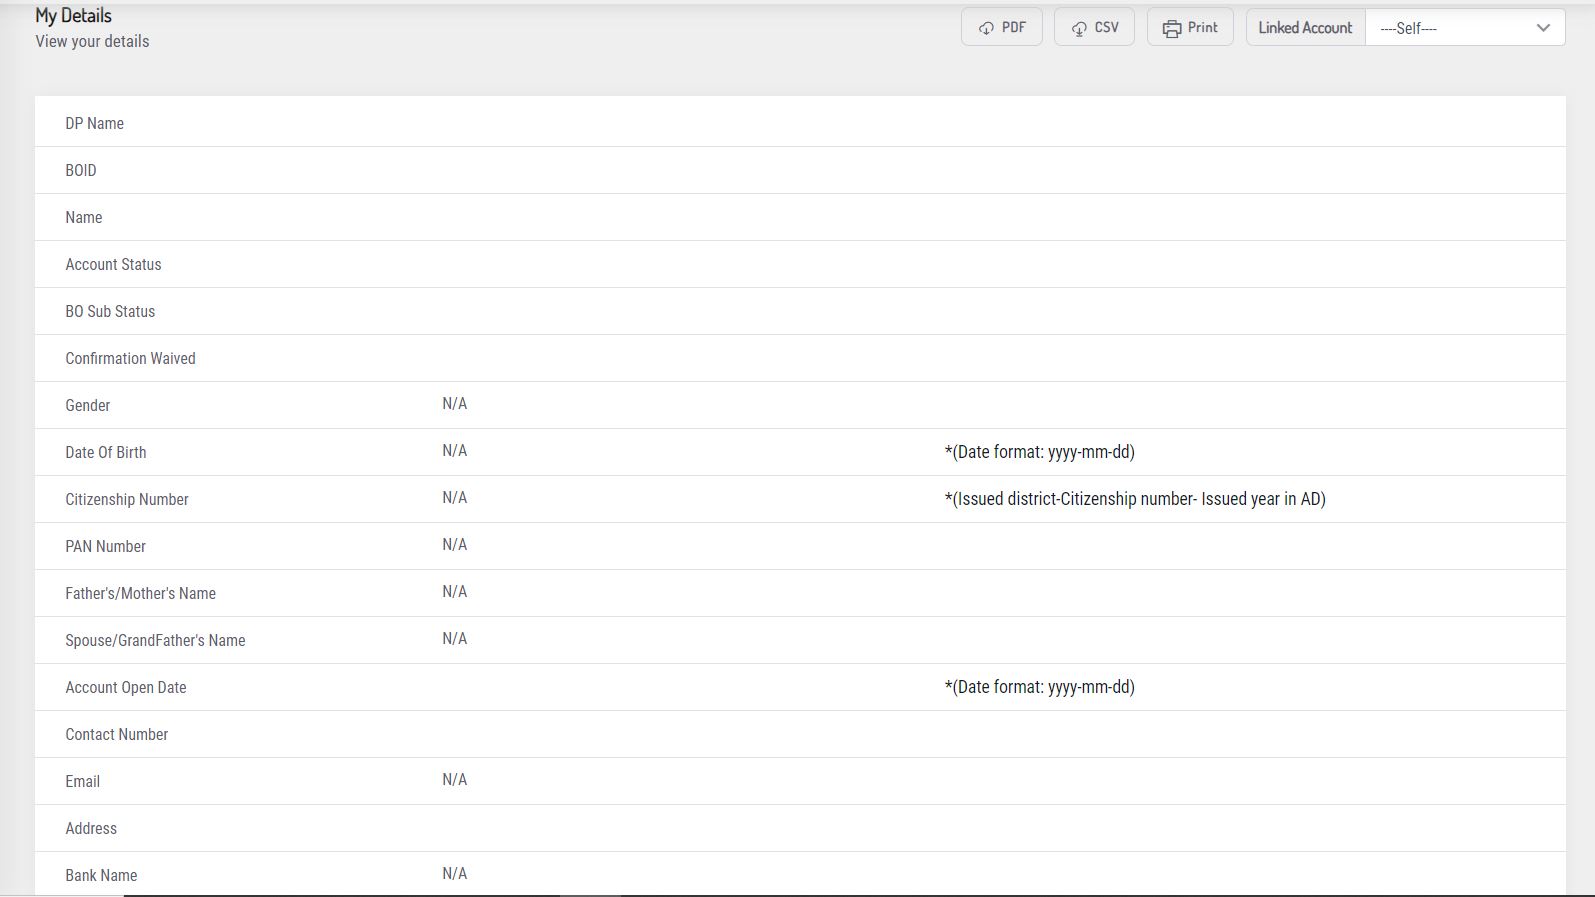 My Details
View your details
PDF
CSV
Print
Linked Account
----Self----
DP Name
BOID
Name
Account Status
BO Sub Status
Confirmation Waived
Gender N/A
Date Of Birth N/A *(Date format: yyyy-mm-dd)
Citizenship Number N/A *(Issued district-Citizenship number- Issued year in AD)
PAN Number N/A
Father's/Mother's Name N/A
Spouse/GrandFather's Name N/A
Account Open Date *(Date format: yyyy-mm-dd)
Contact Number
Email N/A
Address
Bank Name N/A